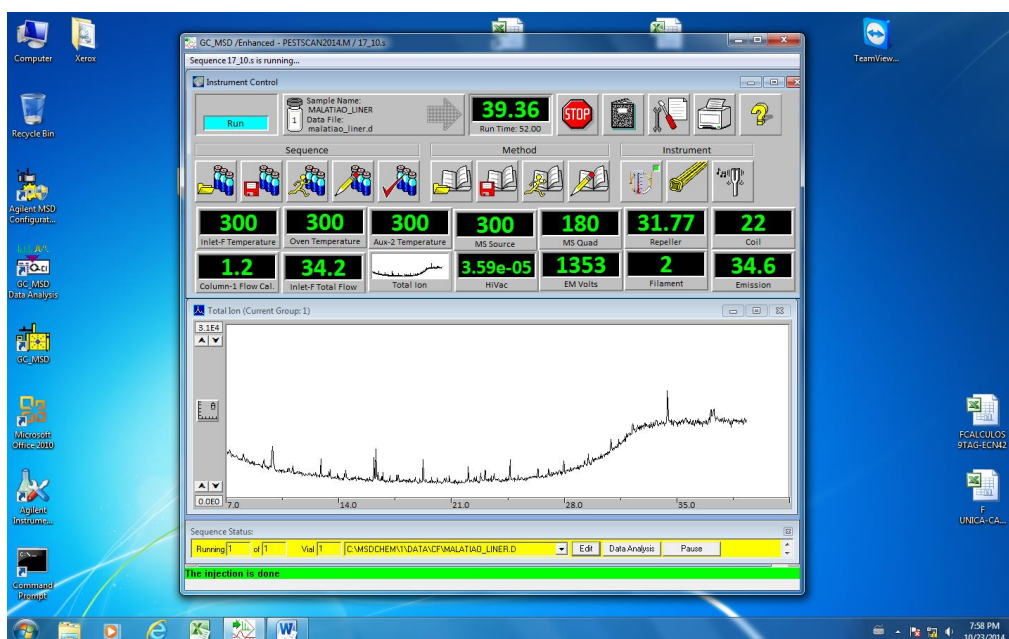 Computer
Xerox
TeamView...
Recycle Bin
Agilent MSD
Configurat...
GC_MSD
Data Analysis
GC_MSD
Microsoft
Office 2010
Agilent
Instrume...
Command
Prompt
GC_MSD /Enhanced - PESTSCAN2014.M / 17_10.s
Sequence 17_10.s is running...
Instrument Control
Run
1
Sample Name:
MALATIAO_LINER
Data File:
malatiao_liner.d
39.36
Run Time: 52.00
STOP
Sequence
Method
Instrument
300
Inlet-F Temperature
300
Oven Temperature
300
Aux-2 Temperature
300
MS Source
180
MS Quad
31.77
Repeller
22
Coil
1.2
Column-1 Flow Cal.
34.2
Inlet-F Total Flow
Total Ion
3.59e-05
HiVac
1353
EM Volts
2
Filament
34.6
Emission
Total Ion (Current Group: 1)
3.1E4
0.0E0
7.0 14.0 21.0 28.0 35.0
Sequence Status:
Running 1 of 1 Vial 1 C:\MSDCHEM\1\DATA\CF\MALATIAO_LINER.D Edit Data Analysis Pause
The injection is done
FCALCULOS
9TAG-ECN42
F
UNICA-CA...
7:58 PM
10/23/2014